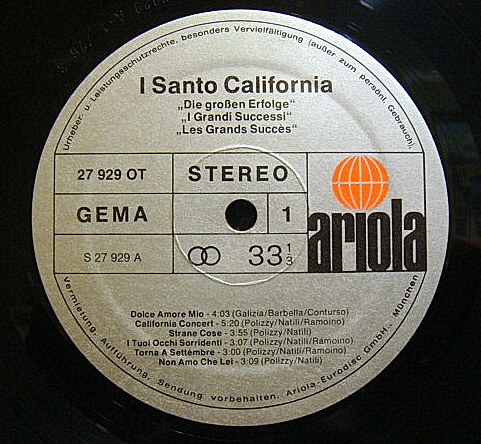 Urheber- u. Leistungsschutzrechte, besonders Vervielfältigung (außer zum persönl. Gebrauch),
I Santo California
„Die großen Erfolge“
„I Grandi Successi“
„Les Grands Succès“
27 929 OT
STEREO
GEMA
1
ariola
S 27 929 A
33 1/3
Dolce Amore Mio - 4:03 (Galizia/Barbella/Conturso)
California Concert - 5:20 (Polizzy/Natili/Ramoino)
Strane Cose - 3:55 (Polizzy/Natili)
I Tuoi Occhi Sorridenti - 3:07 (Polizzy/Natili/Ramoino)
Torna A Settembre - 3:00 (Polizzy/Natili/Ramoino)
Non Amo Che Lei - 3:09 (Polizzy/Natili)
Vermietung, Aufführung, Sendung vorbehalten. Ariola-Eurodisc GmbH., München